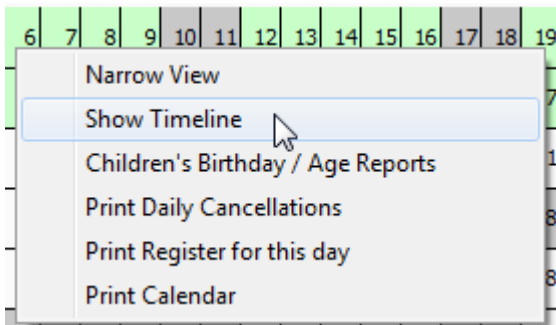 6 7 8 9 10 11 12 13 14 15 16 17 18 19
Narrow View
Show Timeline
Children's Birthday / Age Reports
Print Daily Cancellations
Print Register for this day
Print Calendar